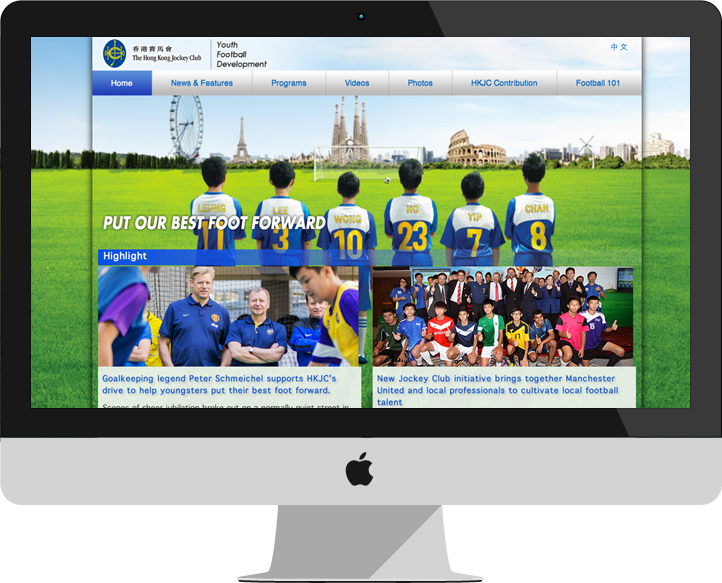 香港賽馬會
The Hong Kong Jockey Club
Youth
Football
Development
中文
Home
News & Features
Programs
Videos
Photos
HKJC Contribution
Football 101
LEUNG
LEE
WONG
HO
YIP
CHAN
11
3
10
23
7
8
PUT OUR BEST FOOT FORWARD
Highlight
Goalkeeping legend Peter Schmeichel supports HKJC's
drive to help youngsters put their best foot forward.
New Jockey Club initiative brings together Manchester
United and local professionals to cultivate local football
talent
Scenes of sheer jubilation broke out on a normally quiet street in